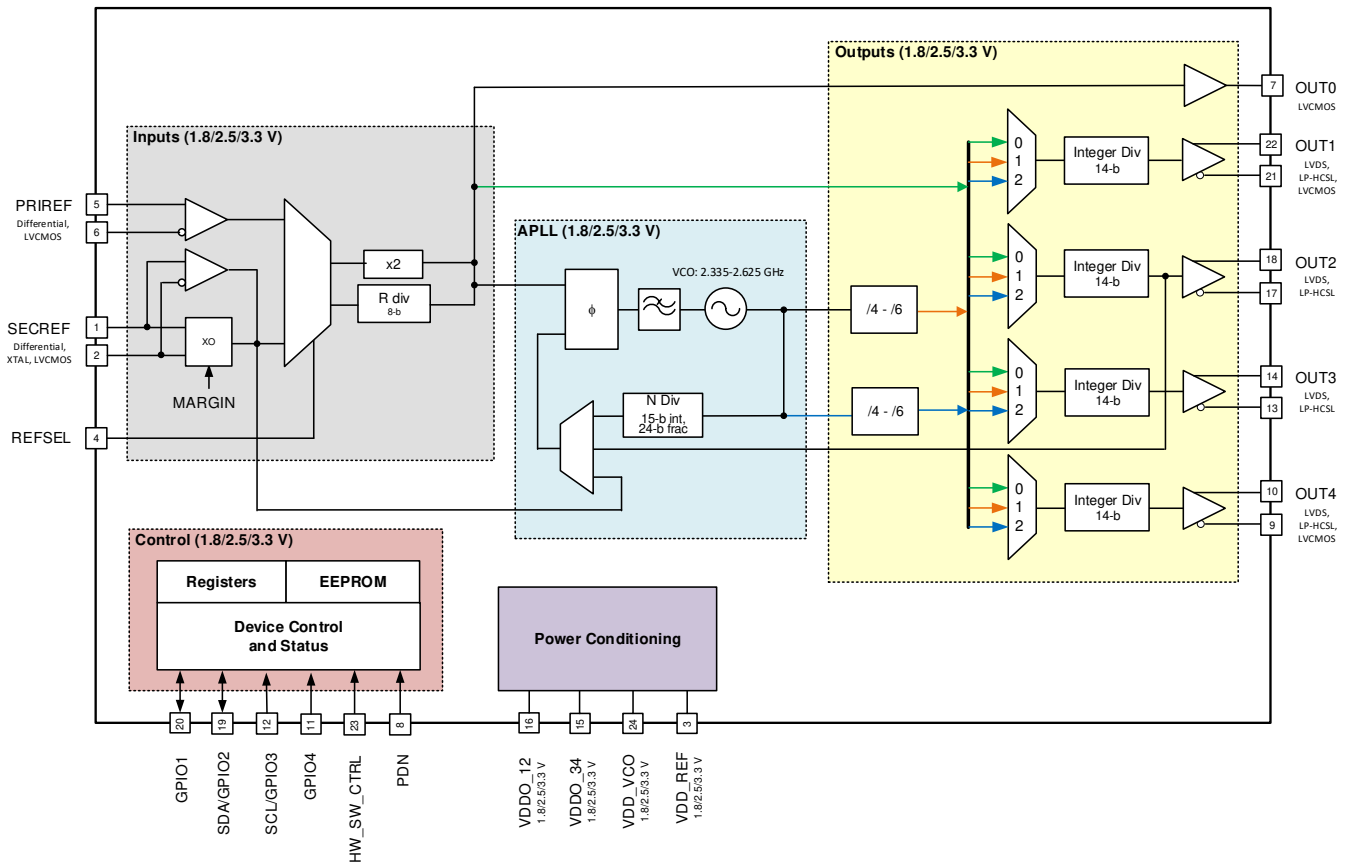 Outputs (1.8/2.5/3.3 V)
7
OUT0
LVCMOS
Inputs (1.8/2.5/3.3 V)
PRIREF
Differential,
LVCMOS
5
6
SECREF
Differential,
XTAL, LVCMOS
1
2
XO
MARGIN
REFSEL
4
x2
R div
8-b
APLL (1.8/2.5/3.3 V)
VCO: 2.335-2.625 GHz
ϕ
N Div
15-b int,
24-b frac
/4 - /6
/4 - /6
0
1
2
Integer Div
14-b
22
21
OUT1
LVDS,
LP-HCSL,
LVCMOS
0
1
2
Integer Div
14-b
18
17
OUT2
LVDS,
LP-HCSL
0
1
2
Integer Div
14-b
14
13
OUT3
LVDS,
LP-HCSL
0
1
2
Integer Div
14-b
10
9
OUT4
LVDS,
LP-HCSL,
LVCMOS
Control (1.8/2.5/3.3 V)
Registers
EEPROM
Device Control
and Status
Power Conditioning
20
19
12
11
23
8
16
15
24
3
GPIO1
SDA/GPIO2
SCL/GPIO3
GPIO4
HW_SW_CTRL
PDN
VDDO_12
1.8/2.5/3.3 V
VDDO_34
1.8/2.5/3.3 V
VDD_VCO
1.8/2.5/3.3 V
VDD_REF
1.8/2.5/3.3 V